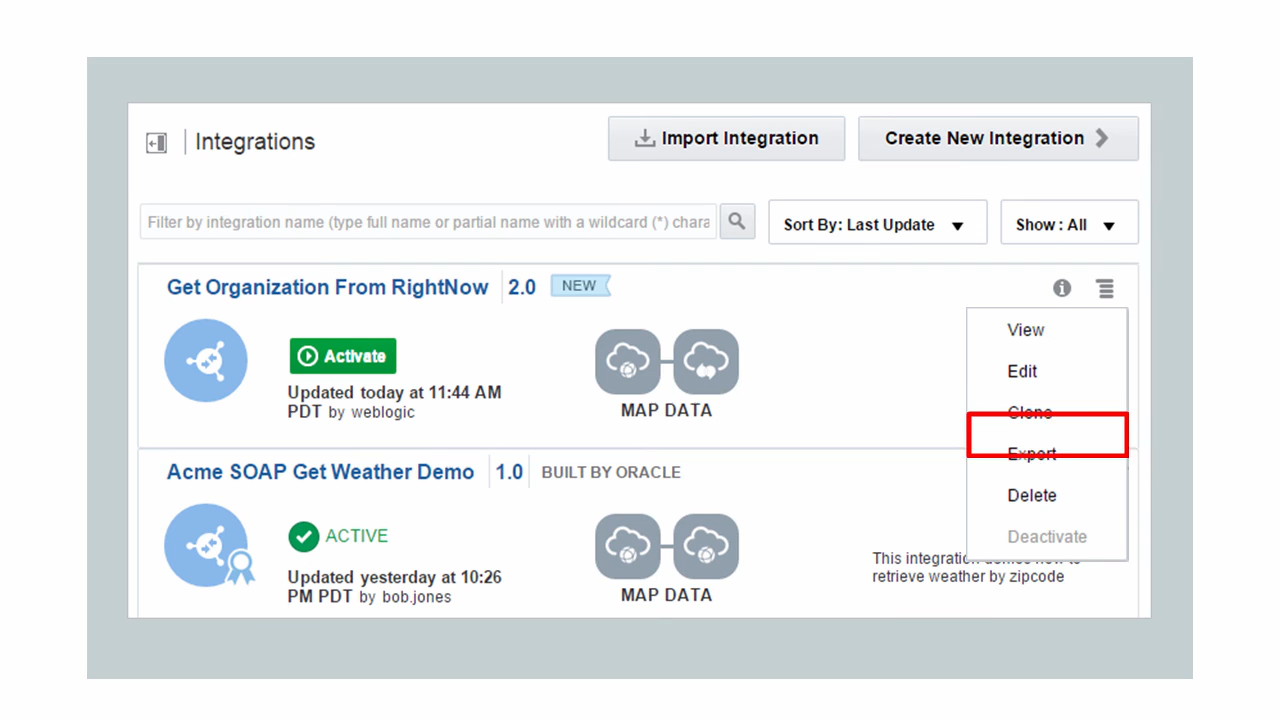 Integrations
Import Integration
Create New Integration
Filter by integration name (type full name or partial name with a wildcard (*) chara
Sort By: Last Update
Show : All
Get Organization From RightNow 2.0 NEW
Activate
Updated today at 11:44 AM
PDT by weblogic
MAP DATA
View
Edit
Clone
Export
Delete
Deactivate
Acme SOAP Get Weather Demo 1.0 BUILT BY ORACLE
ACTIVE
Updated yesterday at 10:26
PM PDT by bob.jones
MAP DATA
This integration demos how to
retrieve weather by zipcode